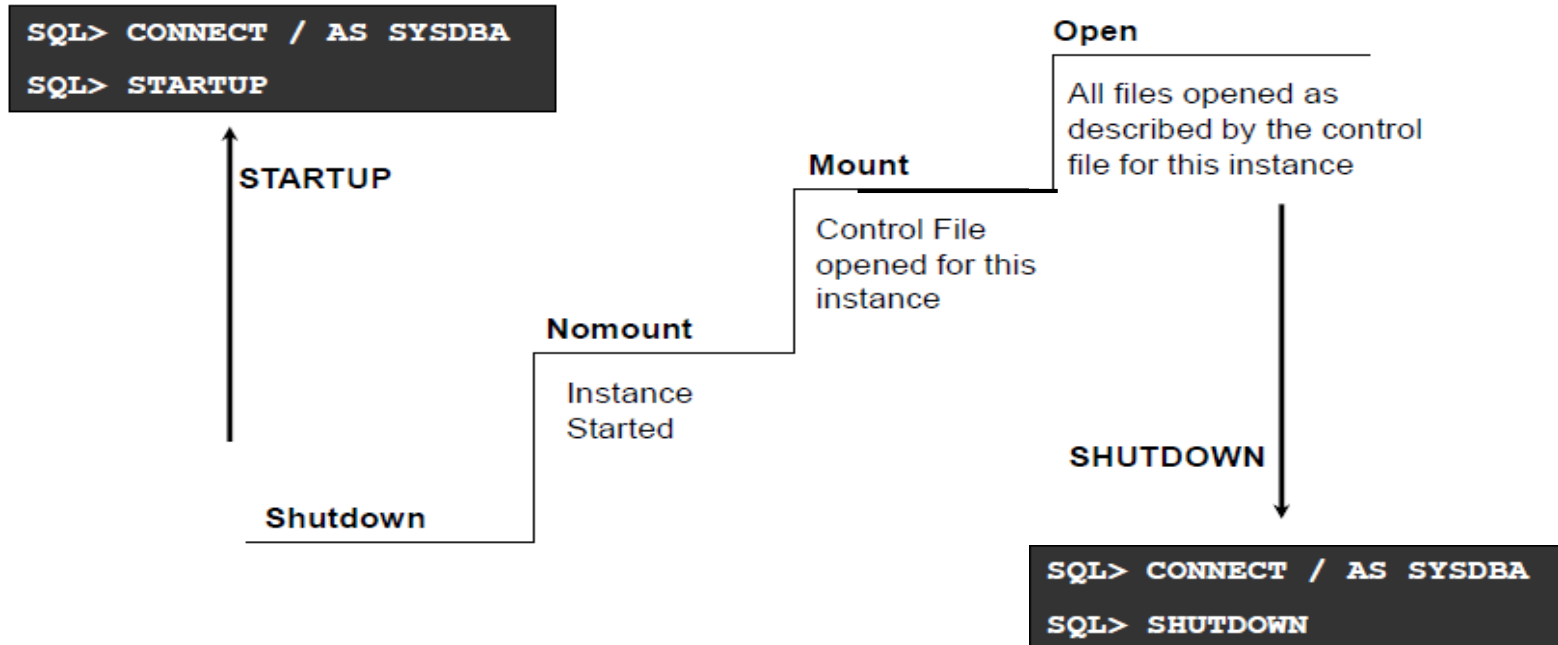 SQL> CONNECT / AS SYSDBA
SQL> STARTUP
STARTUP
Open
All files opened as
described by the control
file for this instance
Mount
Control File
opened for this
instance
Nomount
Instance
Started
Shutdown
SHUTDOWN
SQL> CONNECT / AS SYSDBA
SQL> SHUTDOWN